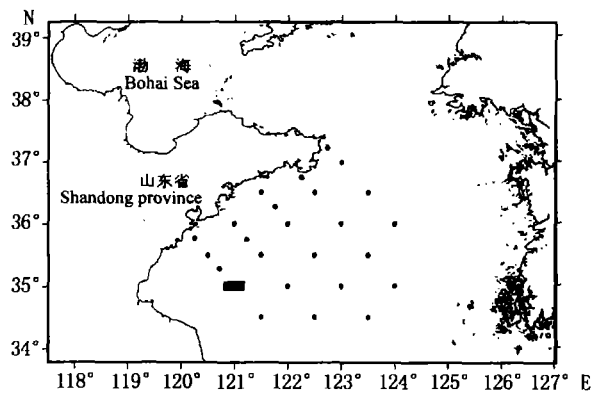 N
39°
渤 海
Bohai Sea
38°
37°
山东省
Shandong province
36°
35°
34°
118° 119° 120° 121° 122° 123° 124° 125° 126° 127° E